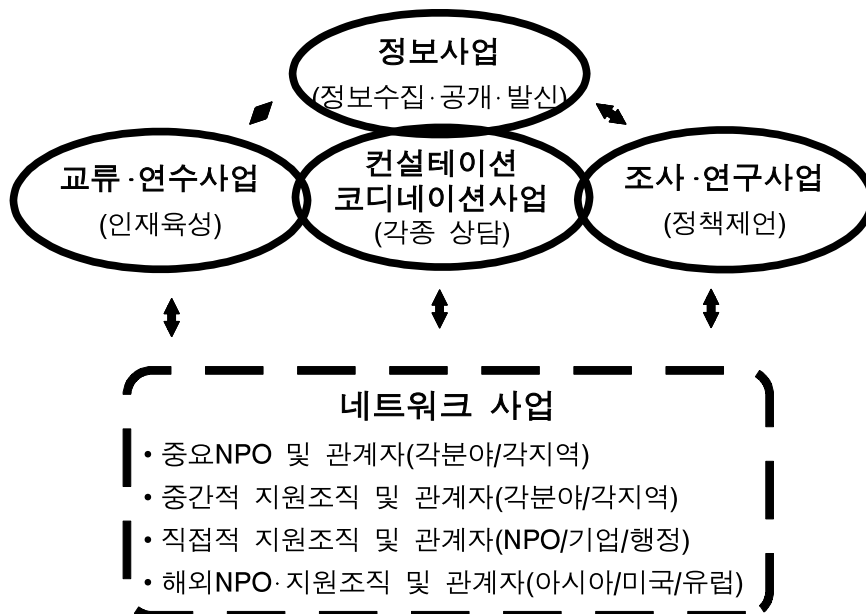 정보사업
(정보수집·공개·발신)
교류·연수사업
(인재육성)
컨설테이션
코디네이션사업
(각종 상담)
조사·연구사업
(정책제언)
네트워크 사업
• 중요NPO 및 관계자(각분야/각지역)
• 중간적 지원조직 및 관계자(각분야/각지역)
• 직접적 지원조직 및 관계자(NPO/기업/행정)
• 해외NPO·지원조직 및 관계자(아시아/미국/유럽)